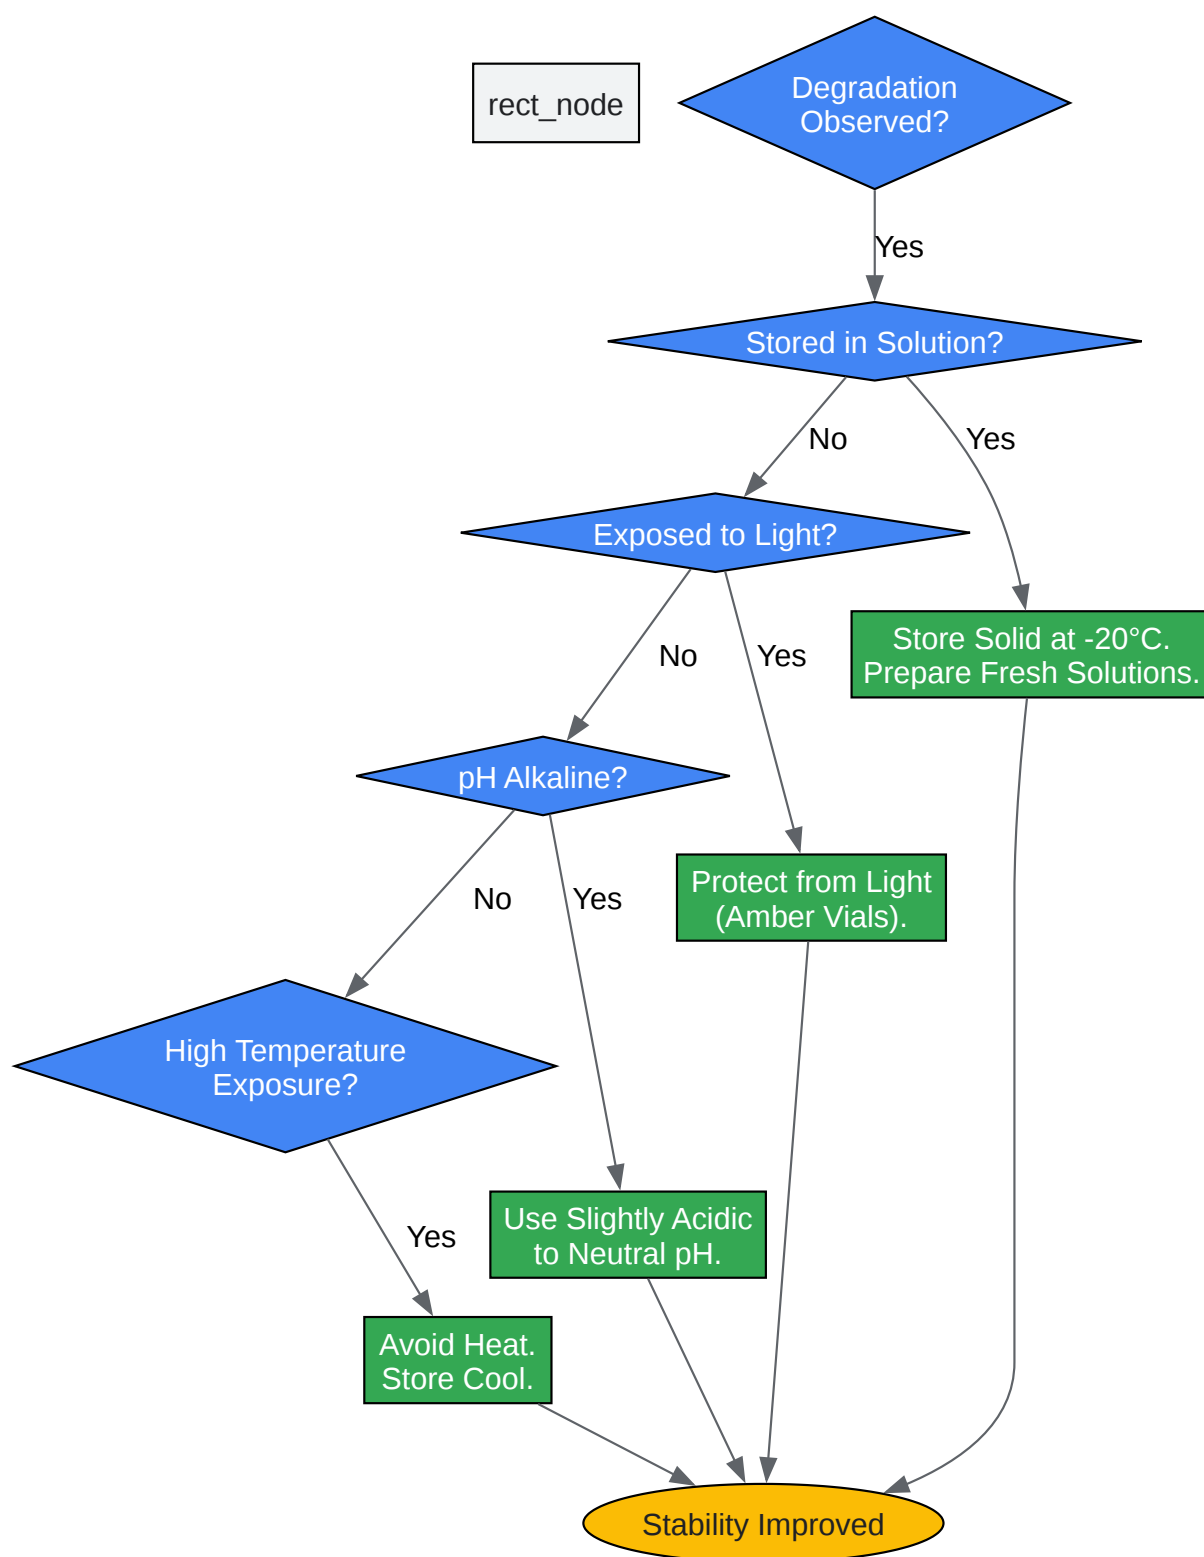 rect_node
Degradation
Observed?
Yes
Stored in Solution?
No
Yes
Exposed to Light?
No
Yes
Store Solid at -20°C.
Prepare Fresh Solutions.
pH Alkaline?
No
Yes
Protect from Light
(Amber Vials).
High Temperature
Exposure?
Yes
Use Slightly Acidic
to Neutral pH.
Avoid Heat.
Store Cool.
Stability Improved